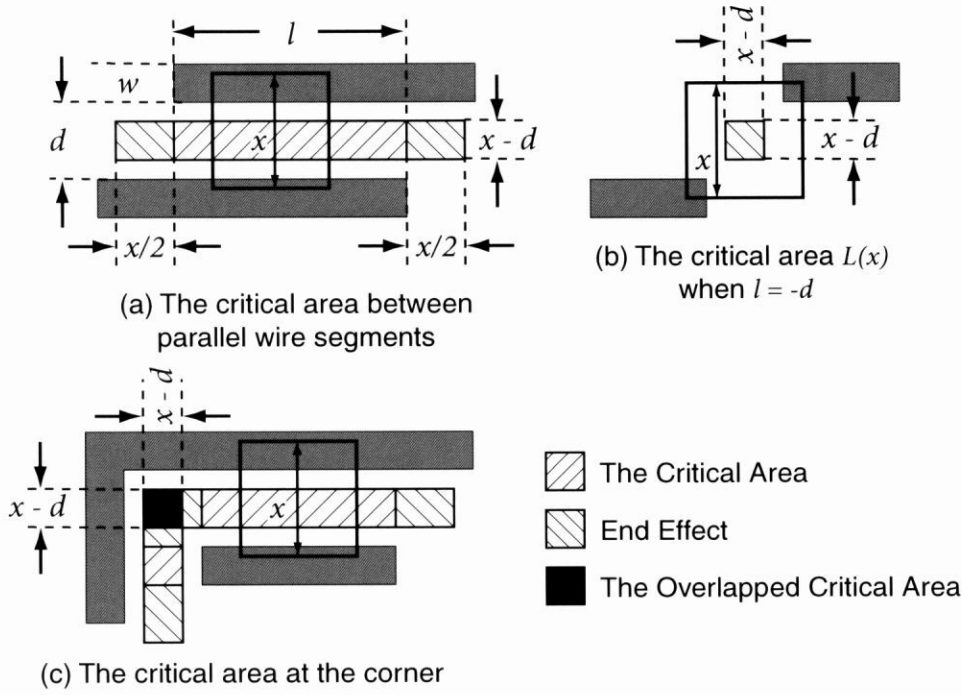 l
w
d
x
x - d
x/2
x/2
(a) The critical area between
parallel wire segments
x - d
x
x - d
(b) The critical area L(x)
when l = -d
x - d
x - d
x
(c) The critical area at the corner
The Critical Area
End Effect
The Overlapped Critical Area